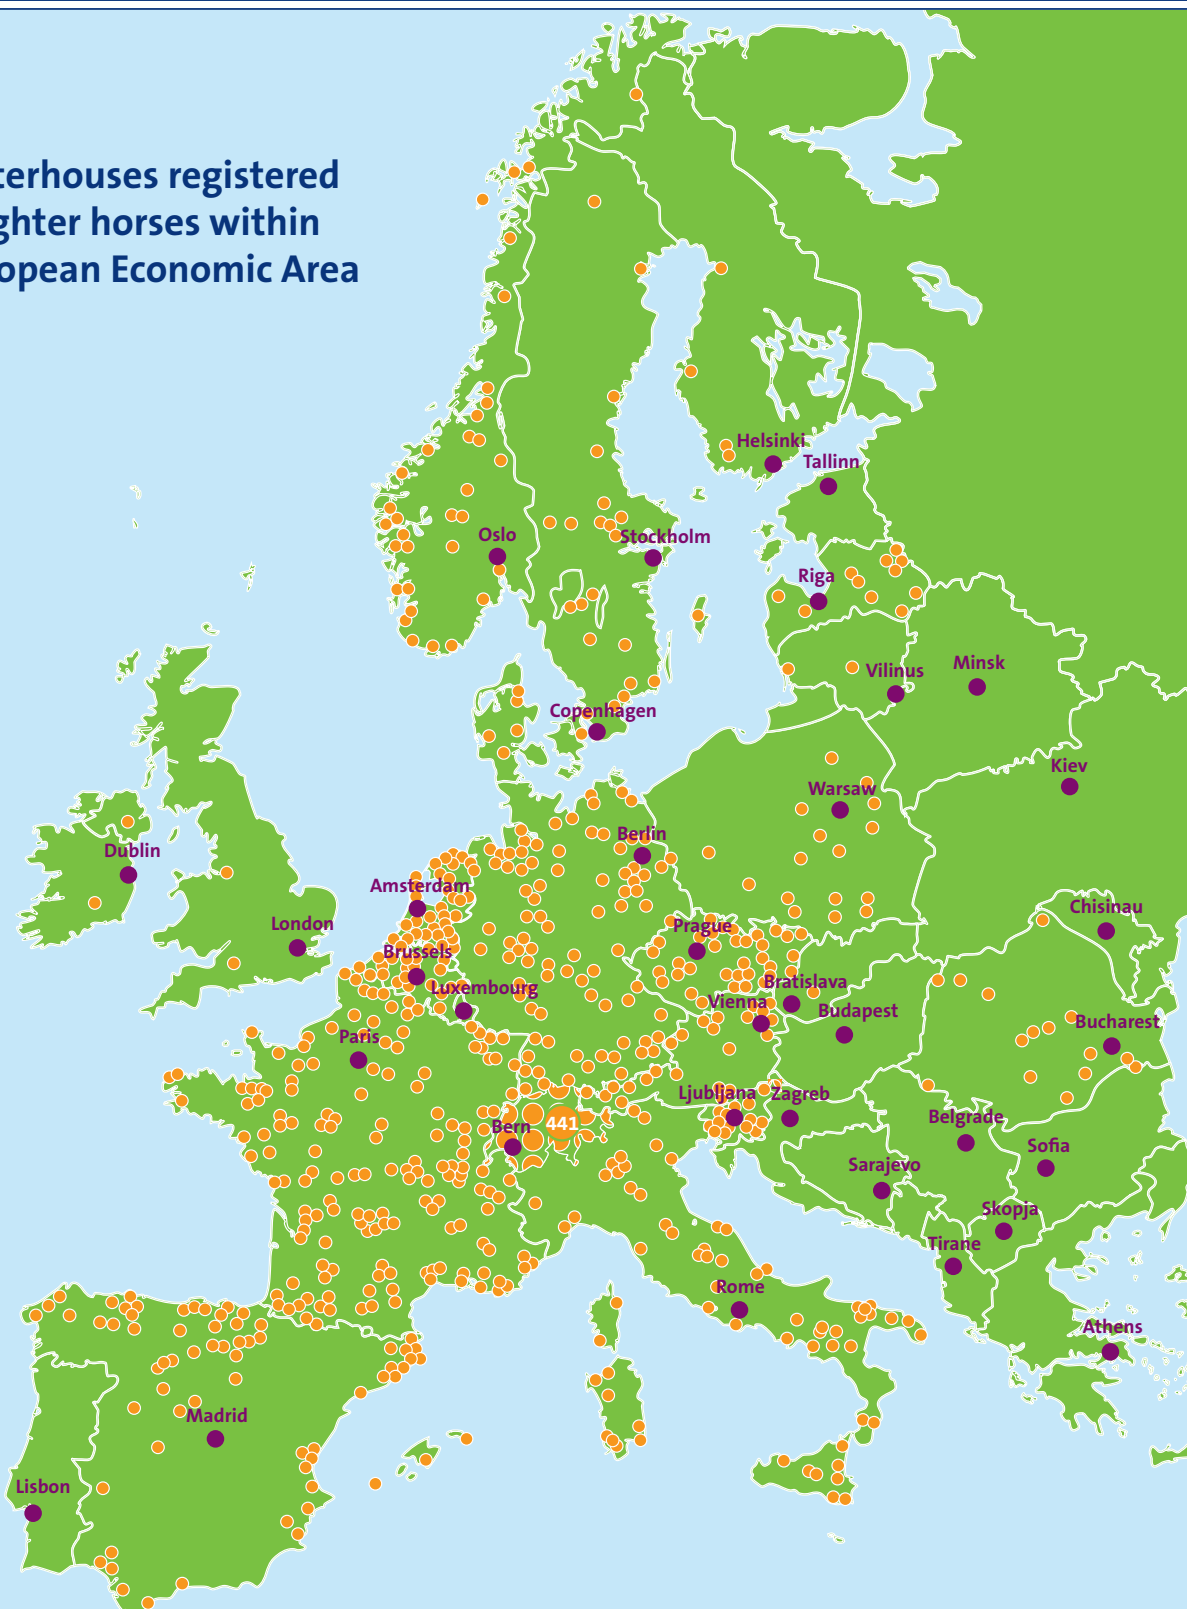 terhouses registered
ghter horses within
opean Economic Area
Helsinki
Tallinn
Oslo
Stockholm
Riga
Vilinus
Minsk
Copenhagen
Kiev
Warsaw
Berlin
Dublin
Amsterdam
Chisinau
London
Prague
Brussels
Luxembourg
Bratislava
Vienna
Budapest
Bucharest
Paris
Ljubljana
Zagreb
441
Bern
Belgrade
Sofia
Sarajevo
Skopja
Tirane
Rome
Athens
Madrid
Lisbon